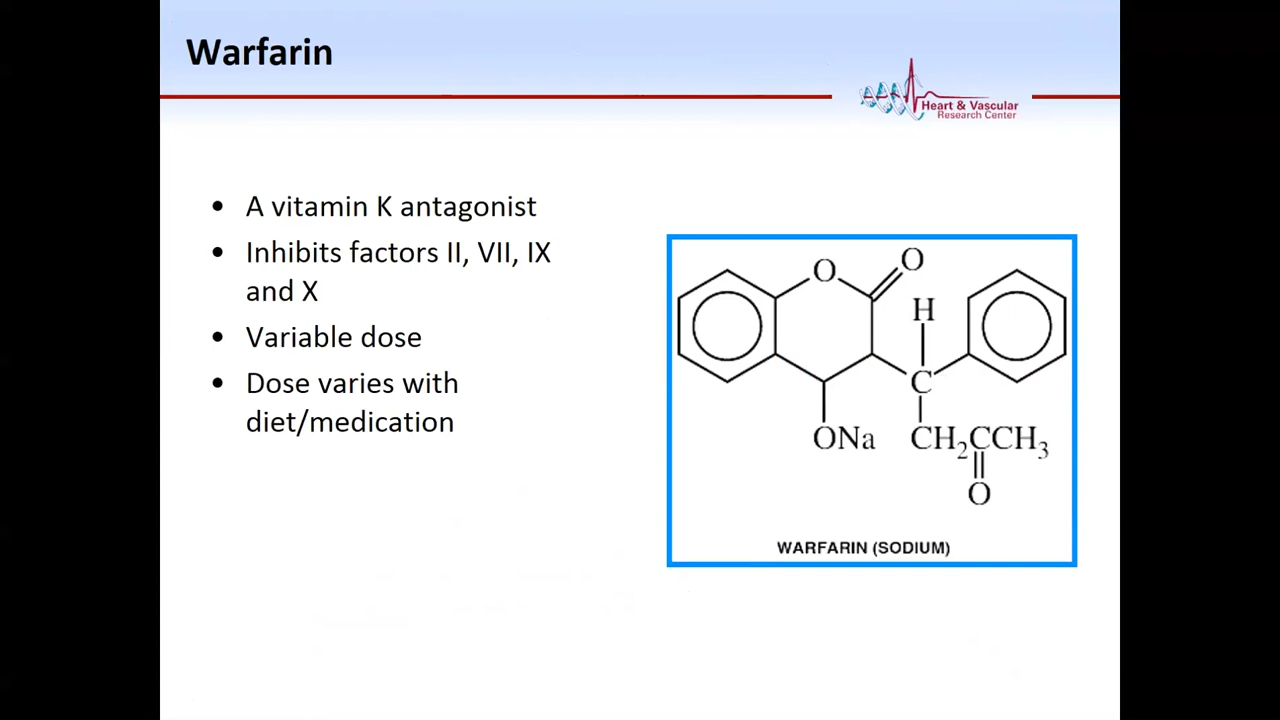 Warfarin
Heart & Vascular
Research Center
• A vitamin K antagonist
• Inhibits factors II, VII, IX
and X
• Variable dose
• Dose varies with
diet/medication
O
O
H
C
ONa
CH₂CCH₃
O
WARFARIN (SODIUM)